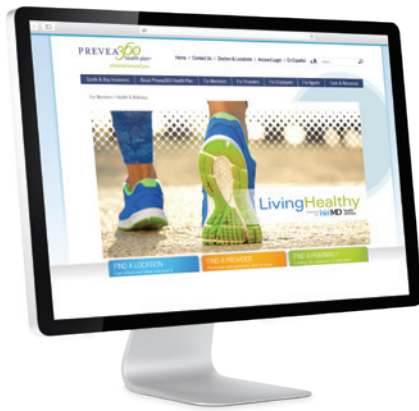 PREVEA360
health plan
Home | Contact Us | Doctors & Locations | Account Login | En Español
Quote & Buy Insurance | About Prevea360 Health Plan | For Members | For Providers | For Employers | For Agents | Tools & Resources
For Members / Health & Wellness
LivingHealthy
WebMD
FIND A LOCATION
FIND A PROVIDER
FIND A PHARMACY